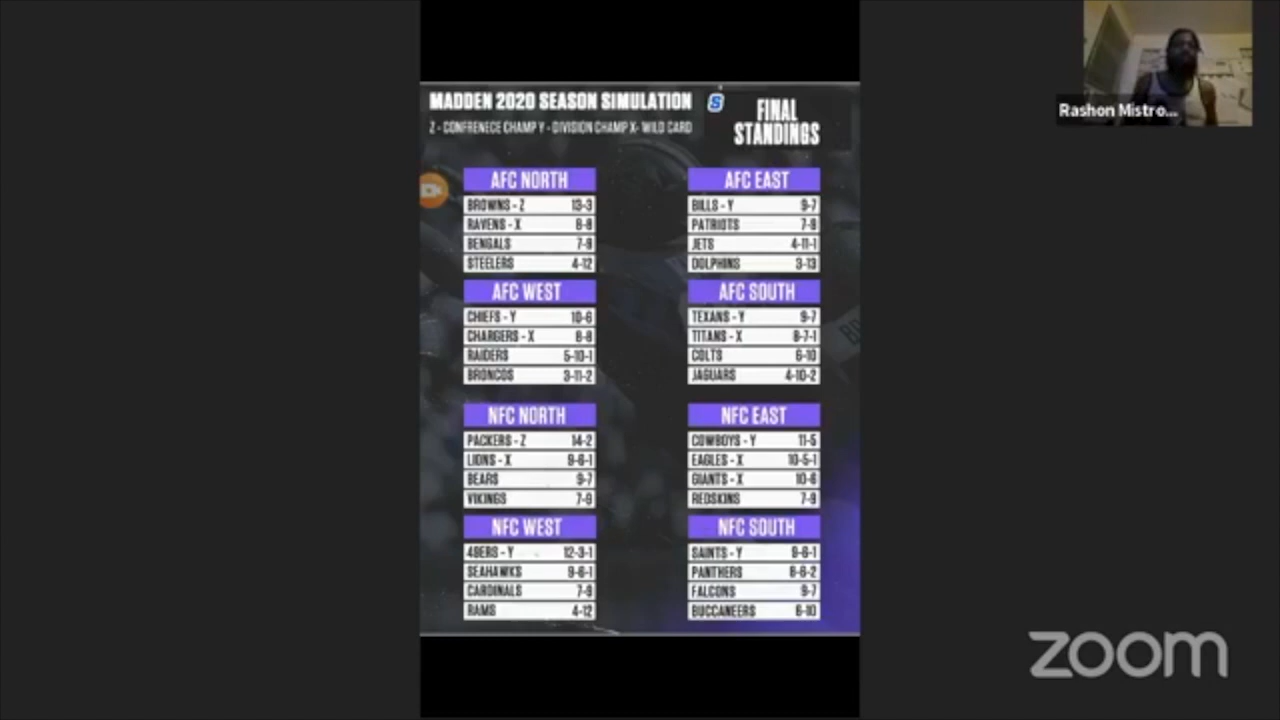 MADDEN 2020 SEASON SIMULATION
Z - CONFRENECE CHAMP Y - DIVISION CHAMP X- WILD CARD
S
FINAL
STANDINGS
Rashon Mistro...
AFC NORTH
BROWNS - Z 13-3
RAVENS - X 8-8
BENGALS 7-9
STEELERS 4-12
AFC EAST
BILLS - Y 9-7
PATRIOTS 7-9
JETS 4-11-1
DOLPHINS 3-13
AFC WEST
CHIEFS - Y 10-6
CHARGERS - X 8-8
RAIDERS 5-10-1
BRONCOS 3-11-2
AFC SOUTH
TEXANS - Y 9-7
TITANS - X 8-7-1
COLTS 6-10
JAGUARS 4-10-2
NFC NORTH
PACKERS - Z 14-2
LIONS - X 9-6-1
BEARS 9-7
VIKINGS 7-9
NFC EAST
COWBOYS - Y 11-5
EAGLES - X 10-5-1
GIANTS - X 10-6
REDSKINS 7-9
NFC WEST
49ERS - Y 12-3-1
SEAHAWKS 9-6-1
CARDINALS 7-9
RAMS 4-12
NFC SOUTH
SAINTS - Y 9-6-1
PANTHERS 8-6-2
FALCONS 9-7
BUCCANEERS 6-10
zoom